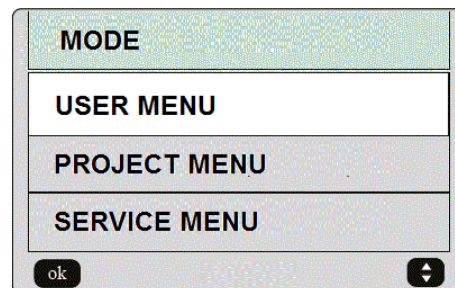 MODE
USER MENU
PROJECT MENU
SERVICE MENU
ok